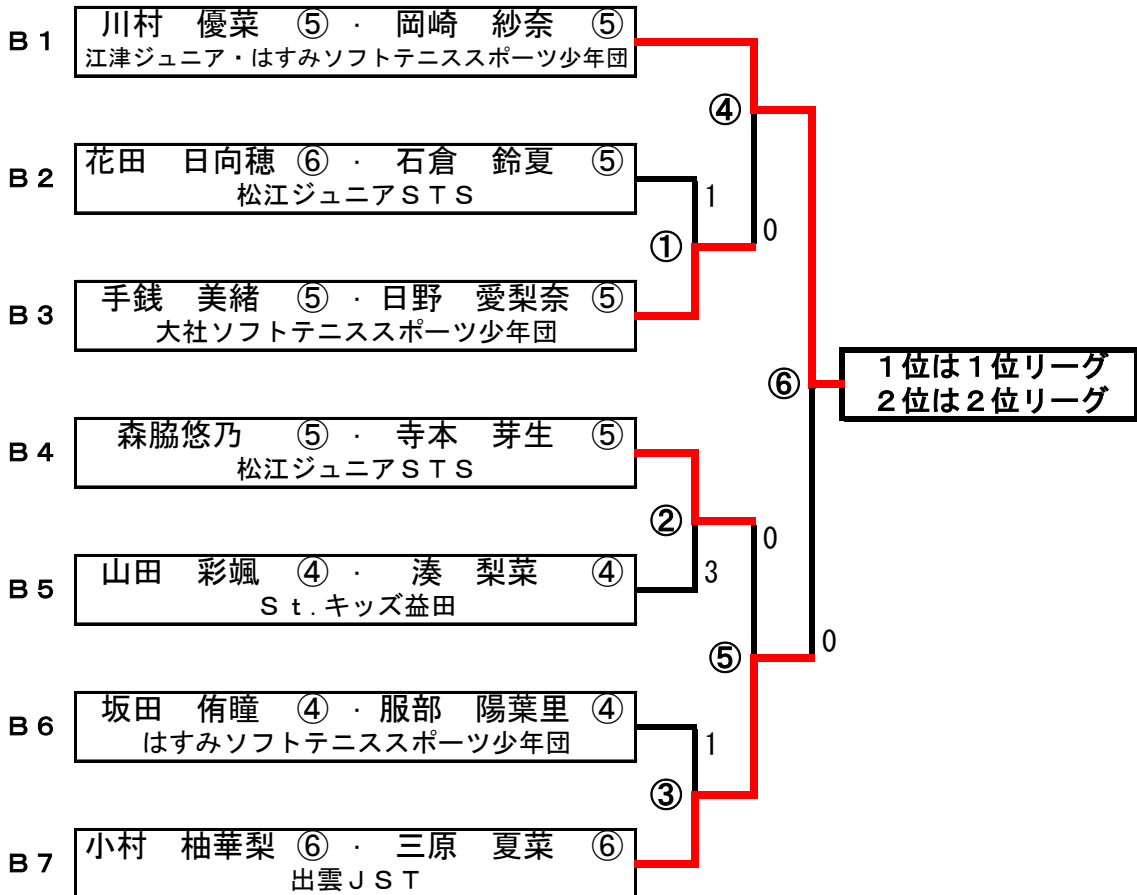 B1
川村　優菜　⑤　・　岡崎　紗奈　⑤
江津ジュニア・はすみソフトテニススポーツ少年団
④
B2
花田　日向穂　⑥　・　石倉　鈴夏　⑤
松江ジュニアＳＴＳ
1
0
①
B3
手銭　美緒　⑤　・　日野　愛梨奈　⑤
大社ソフトテニススポーツ少年団
⑥
１位は１位リーグ
２位は２位リーグ
B4
森脇悠乃　⑤　・　寺本　芽生　⑤
松江ジュニアＳＴＳ
②
0
B5
山田　彩颯　④　・　湊　梨菜　④
Ｓｔ.キッズ益田
3
0
⑤
B6
坂田　侑瞳　④　・　服部　陽葉里　④
はすみソフトテニススポーツ少年団
1
③
B7
小村　柚華梨　⑥　・　三原　夏菜　⑥
出雲ＪＳＴ